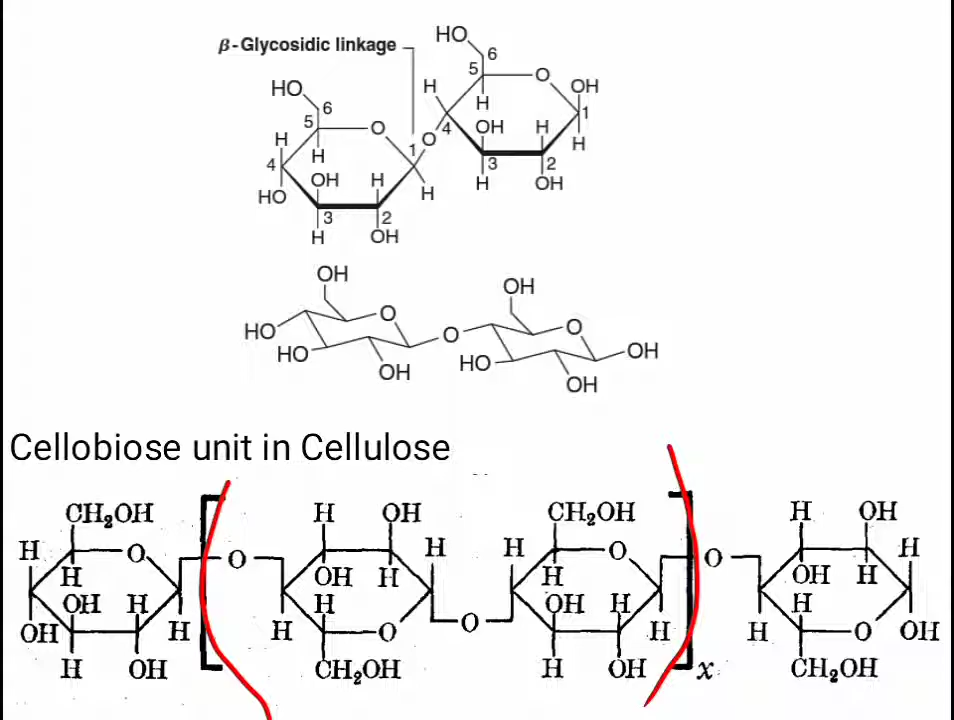 HO
β-Glycosidic linkage
6
5 O
HO H OH
6 H 1
5 O O 4 OH H
H 1 H
H 3 2
4 OH H H OH
HO H
3 2
H OH
OH
OH
O
HO O O
HO HO OH
OH OH
Cellobiose unit in Cellulose
CH₂OH H OH CH₂OH H OH
H O O H H O O H
H OH H H OH H
OH H H OH H H
OH H H O O H H O OH
H OH CH₂OH H OH x CH₂OH